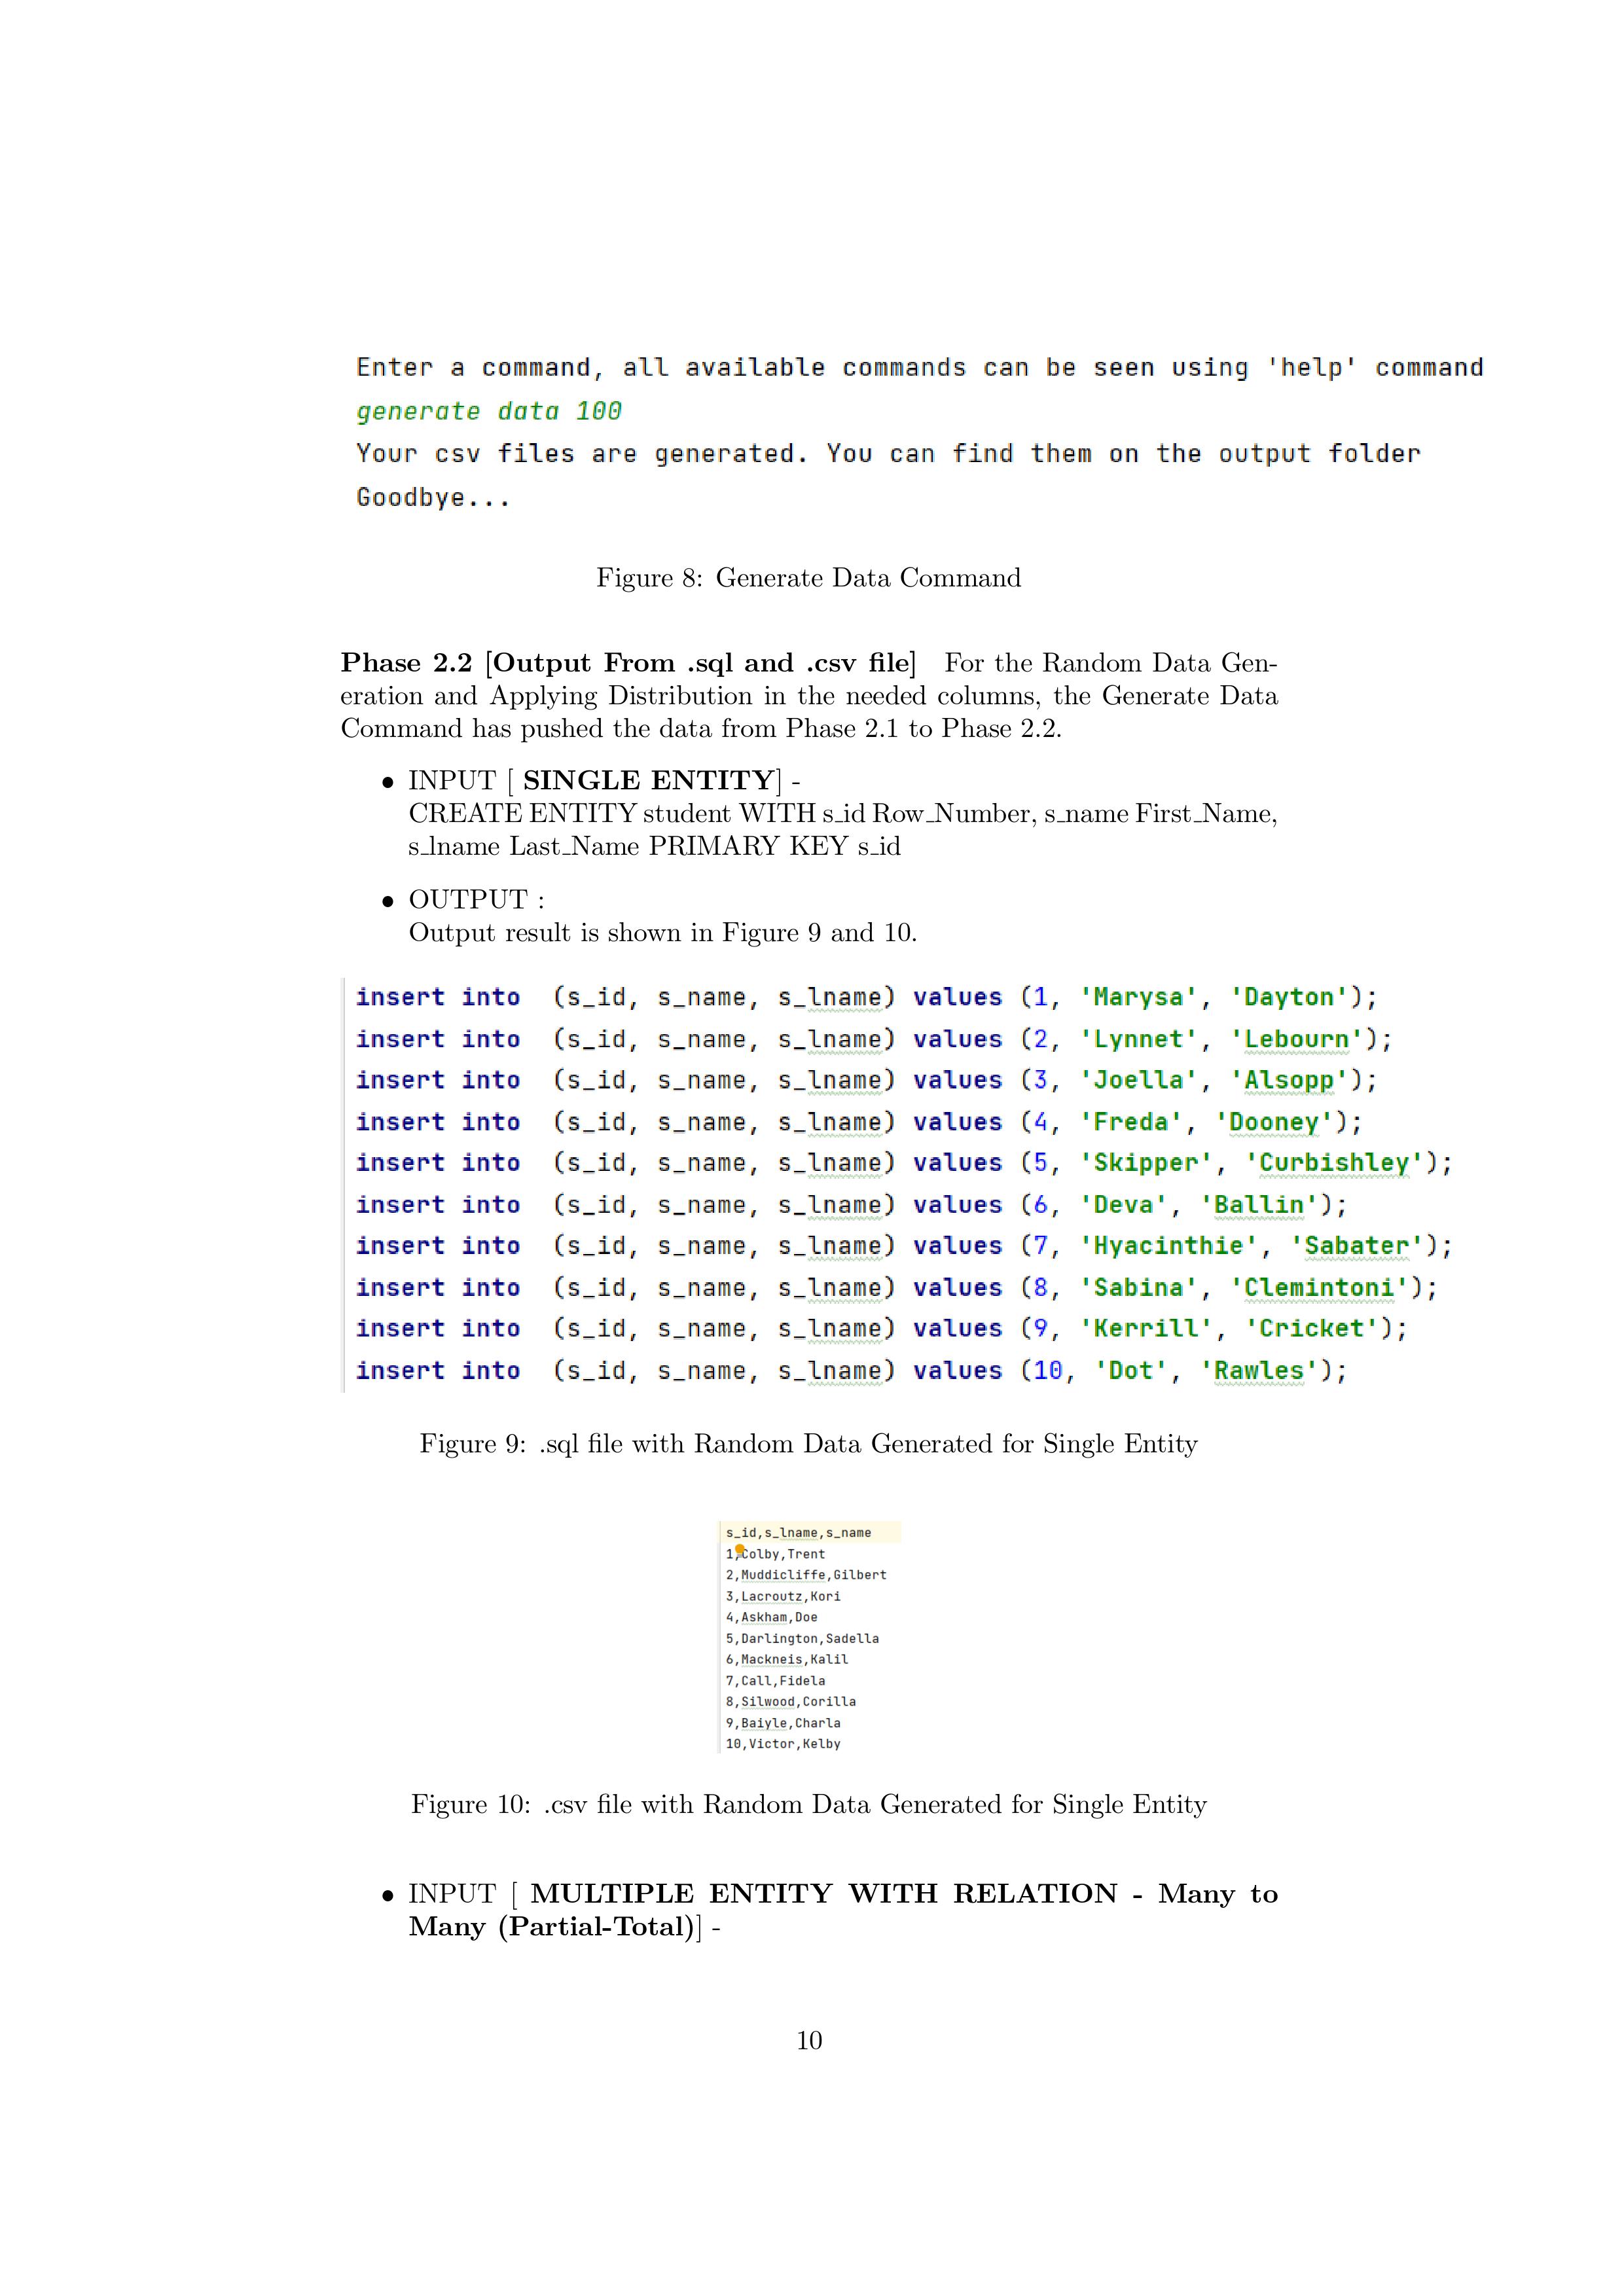 Enter a command, all available commands can be seen using 'help' command
generate data 100
Your csv files are generated. You can find them on the output folder
Goodbye...
Figure 8: Generate Data Command
Phase 2.2 [Output From .sql and .csv file] For the Random Data Gen-
eration and Applying Distribution in the needed columns, the Generate Data
Command has pushed the data from Phase 2.1 to Phase 2.2.
• INPUT [ SINGLE ENTITY] -
CREATE ENTITY student WITH s_id Row_Number, s_name First_Name,
s_lname Last_Name PRIMARY KEY s_id
• OUTPUT :
Output result is shown in Figure 9 and 10.
insert into  (s_id, s_name, s_lname) values (1, 'Marysa', 'Dayton');
insert into  (s_id, s_name, s_lname) values (2, 'Lynnet', 'Lebourn');
insert into  (s_id, s_name, s_lname) values (3, 'Joella', 'Alsopp');
insert into  (s_id, s_name, s_lname) values (4, 'Freda', 'Dooney');
insert into  (s_id, s_name, s_lname) values (5, 'Skipper', 'Curbishley');
insert into  (s_id, s_name, s_lname) values (6, 'Deva', 'Ballin');
insert into  (s_id, s_name, s_lname) values (7, 'Hyacinthie', 'Sabater');
insert into  (s_id, s_name, s_lname) values (8, 'Sabina', 'Clemintoni');
insert into  (s_id, s_name, s_lname) values (9, 'Kerrill', 'Cricket');
insert into  (s_id, s_name, s_lname) values (10, 'Dot', 'Rawles');
Figure 9: .sql file with Random Data Generated for Single Entity
s_id,s_lname,s_name
1,Colby,Trent
2,Muddicliffe,Gilbert
3,Lacroutz,Kori
4,Askham,Doe
5,Darlington,Sadella
6,Mackneis,Kalil
7,Call,Fidela
8,Silwood,Corilla
9,Baiyle,Charla
10,Victor,Kelby
Figure 10: .csv file with Random Data Generated for Single Entity
• INPUT [ MULTIPLE ENTITY WITH RELATION - Many to
Many (Partial-Total)] -
10